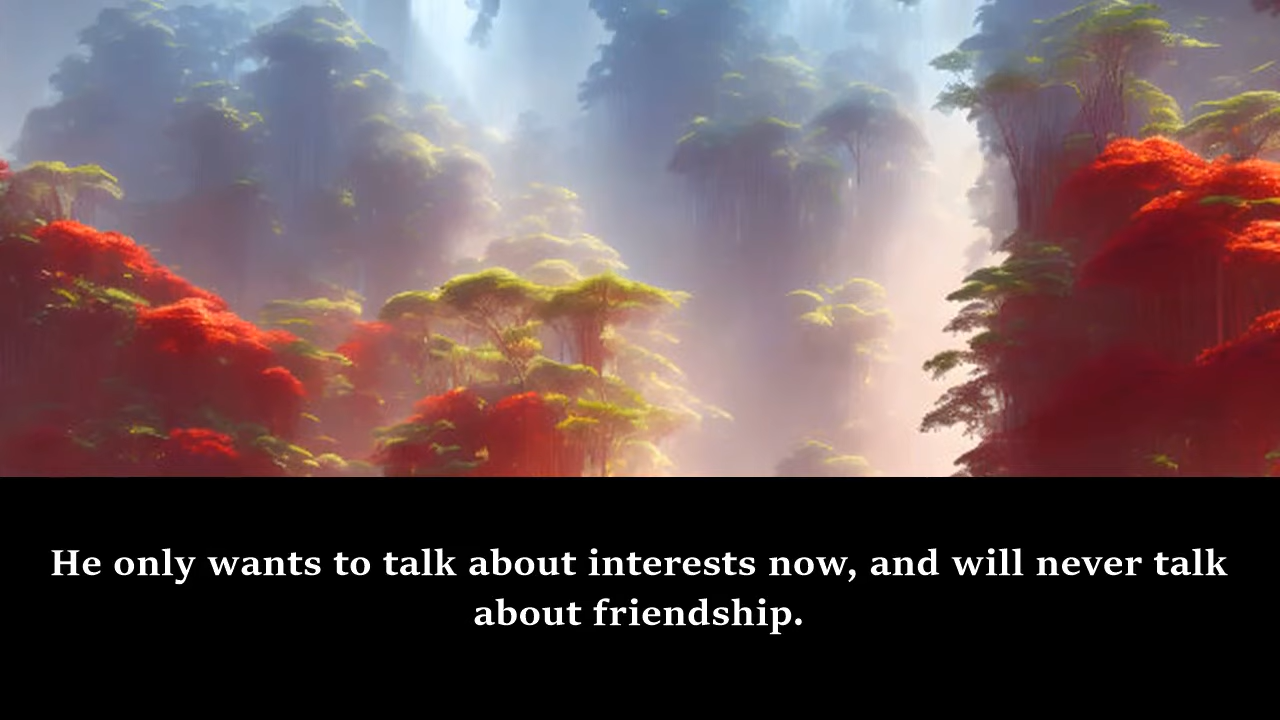 He only wants to talk about interests now, and will never talk
about friendship.